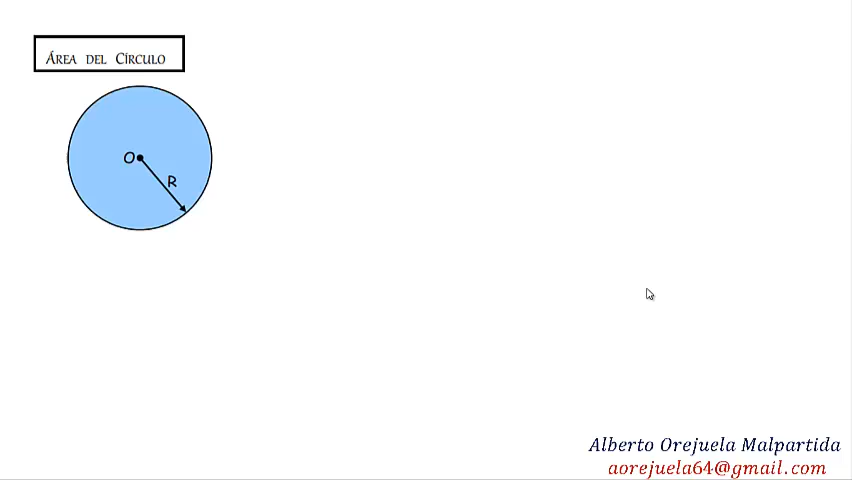 Área del Círculo
O
R
Alberto Orejuela Malpartida
aorejuela64@gmail.com